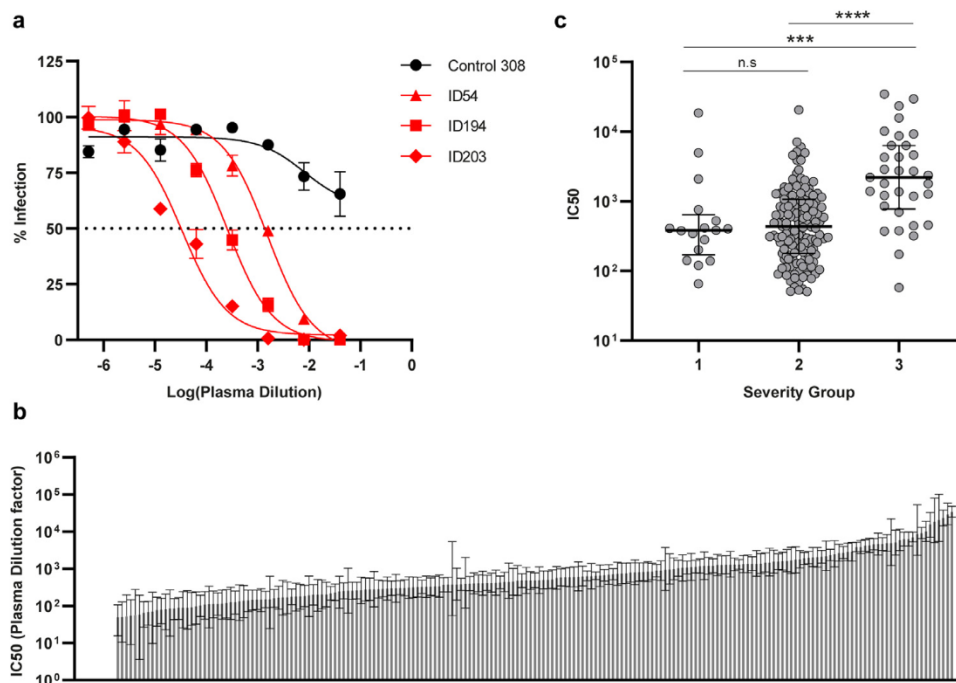 a
125
100
75
50
25
0
% Infection
-6 -5 -4 -3 -2 -1 0
Log(Plasma Dilution)
Control 308
ID54
ID194
ID203
c
****
***
n.s
10⁵
10⁴
10³
10²
10¹
IC50
1 2 3
Severity Group
b
10⁶
10⁵
10⁴
10³
10²
10¹
10⁰
IC50 (Plasma Dilution factor)